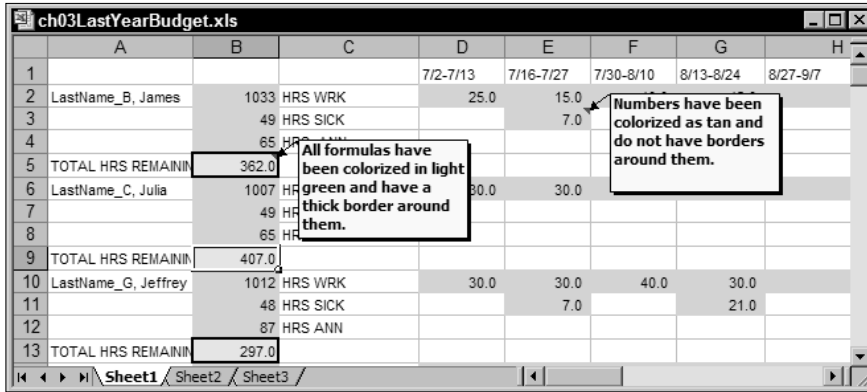 ch03LastYearBudget.xls
A B C D E F G H
1 7/2-7/13 7/16-7/27 7/30-8/10 8/13-8/24 8/27-9/7
2 LastName_B, James 1033 HRS WRK 25.0 15.0
3 49 HRS SICK 7.0
4 65 HRS ANN
5 TOTAL HRS REMAININ 362.0
6 LastName_C, Julia 1007 30.0 30.0
7 49
8 65
9 TOTAL HRS REMAININ 407.0
10 LastName_G, Jeffrey 1012 HRS WRK 30.0 30.0 40.0 30.0
11 48 HRS SICK 7.0 21.0
12 87 HRS ANN
13 TOTAL HRS REMAININ 297.0
All formulas have
been colorized in light
green and have a
thick border around
them.
Numbers have been
colorized as tan and
do not have borders
around them.
Sheet1 Sheet2 Sheet3